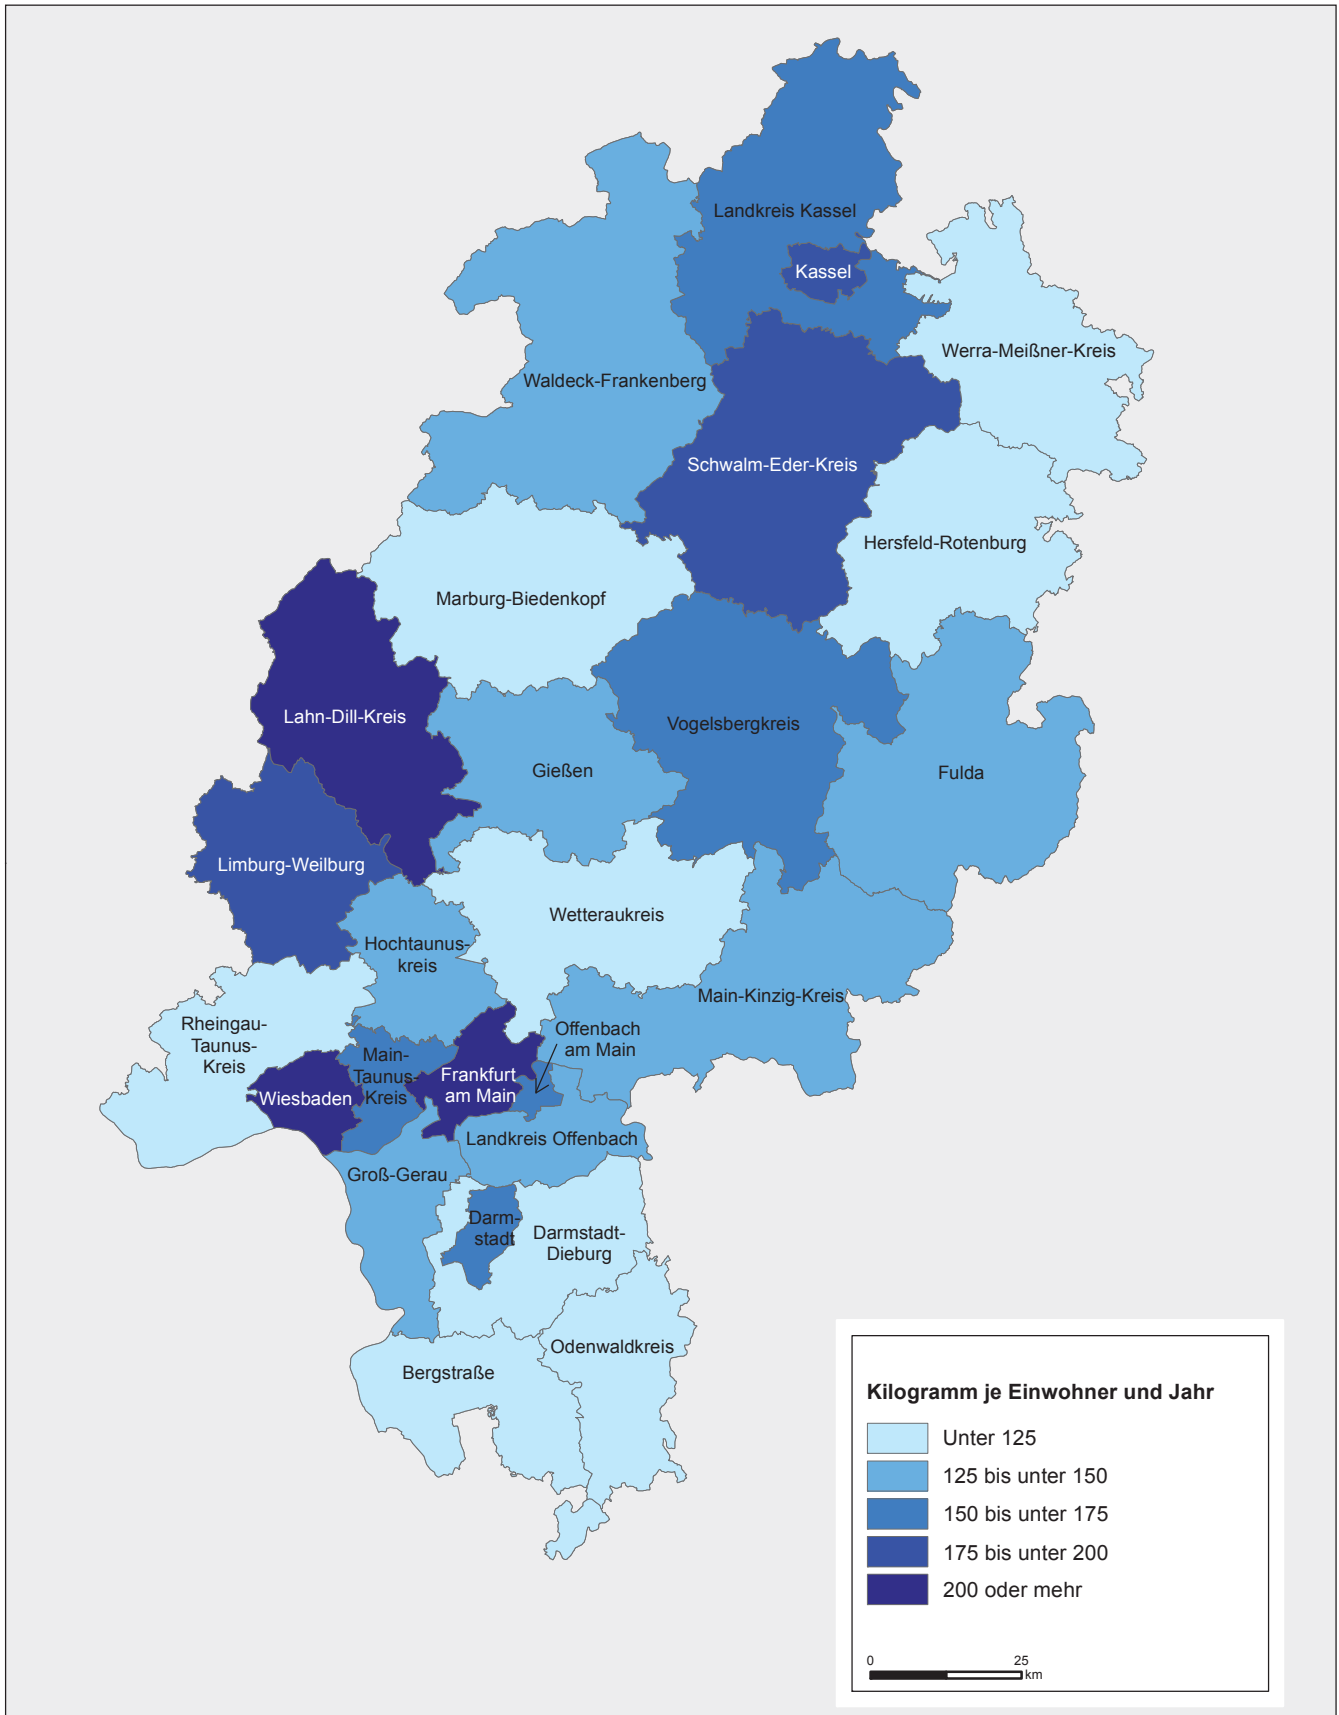 Landkreis Kassel
Kassel
Werra-Meißner-Kreis
Waldeck-Frankenberg
Schwalm-Eder-Kreis
Hersfeld-Rotenburg
Marburg-Biedenkopf
Lahn-Dill-Kreis
Vogelsbergkreis
Gießen
Fulda
Limburg-Weilburg
Wetteraukreis
Hochtaunus-
kreis
Main-Kinzig-Kreis
Rheingau-
Taunus-
Kreis
Offenbach
am Main
Main-
Taunus-
Kreis
Frankfurt
am Main
Wiesbaden
Landkreis Offenbach
Groß-Gerau
Darm-
stadt
Darmstadt-
Dieburg
Odenwaldkreis
Bergstraße
Kilogramm je Einwohner und Jahr
Unter 125
125 bis unter 150
150 bis unter 175
175 bis unter 200
200 oder mehr
0 25
km